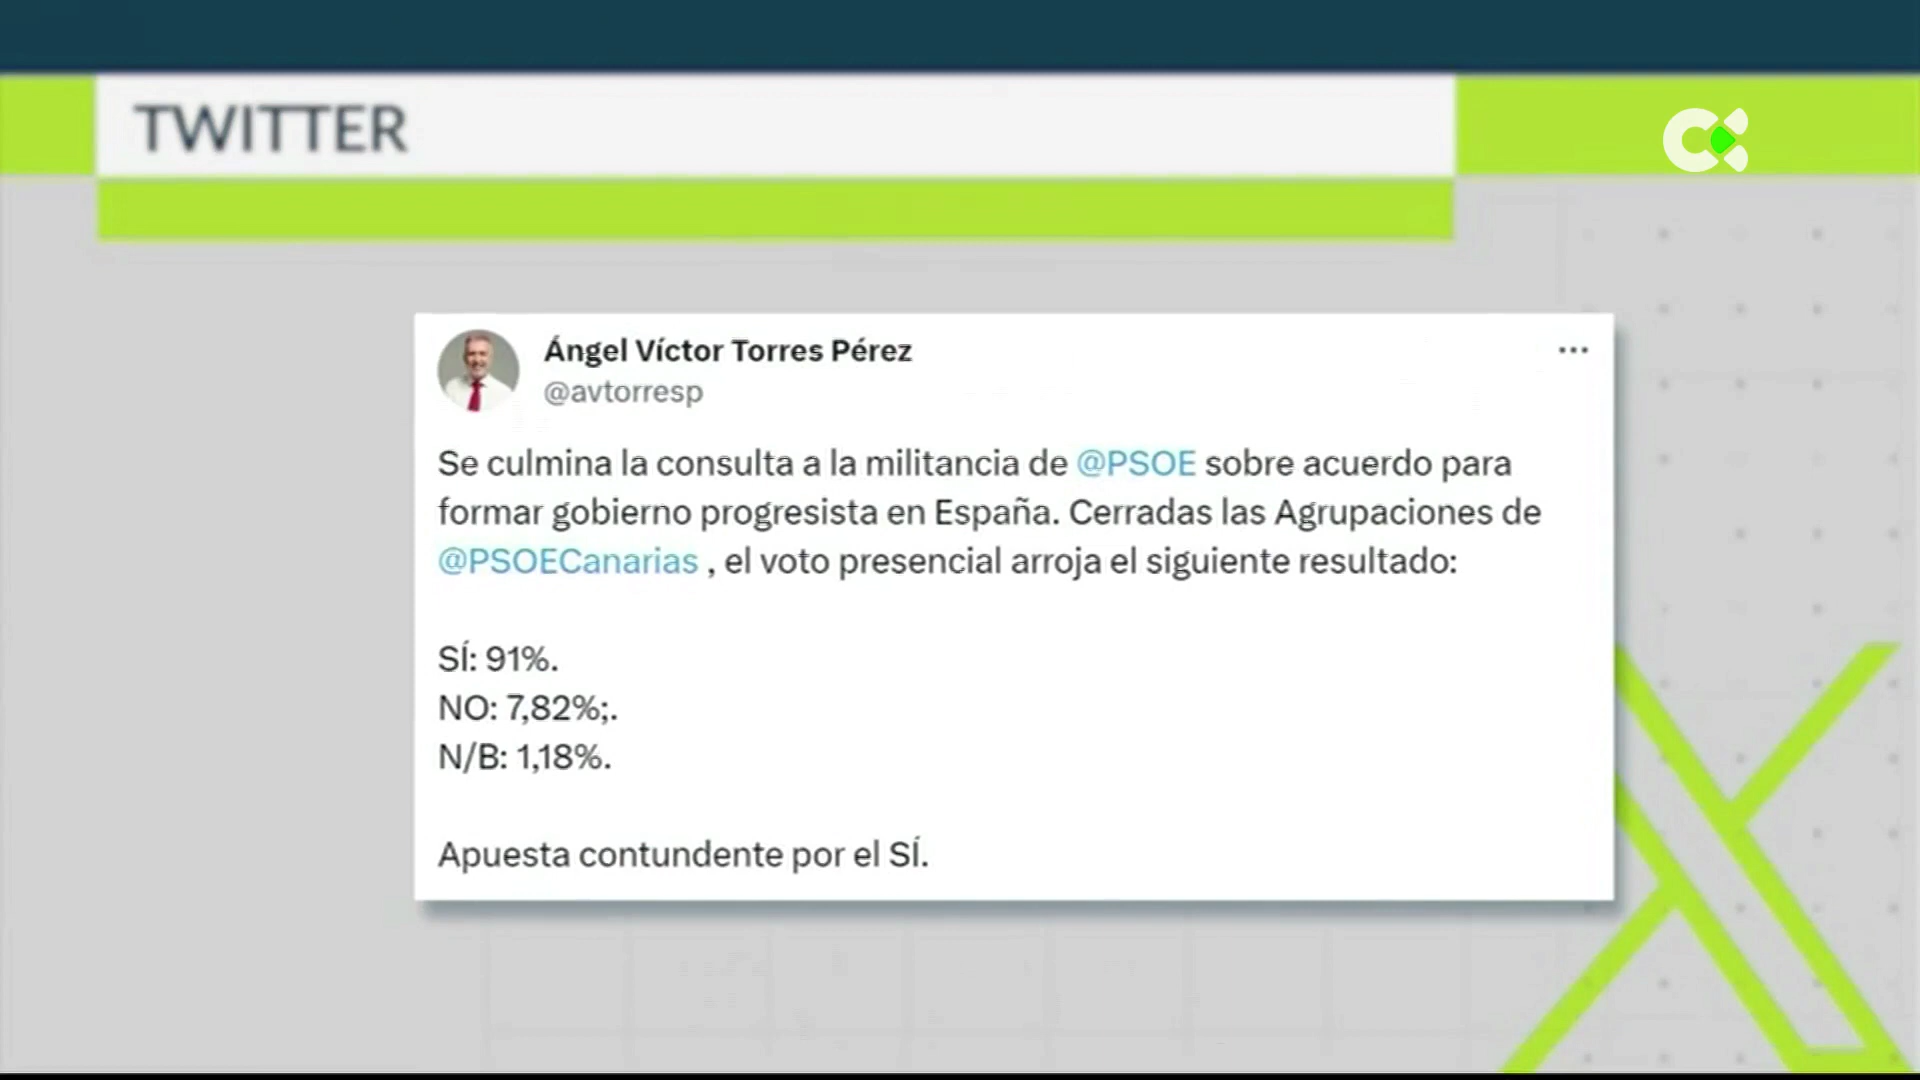 TWITTER
Ángel Víctor Torres Pérez
@avtorresp
Se culmina la consulta a la militancia de @PSOE sobre acuerdo para
formar gobierno progresista en España. Cerradas las Agrupaciones de
@PSOECanarias , el voto presencial arroja el siguiente resultado:
SÍ: 91%.
NO: 7,82%;.
N/B: 1,18%.
Apuesta contundente por el SÍ.